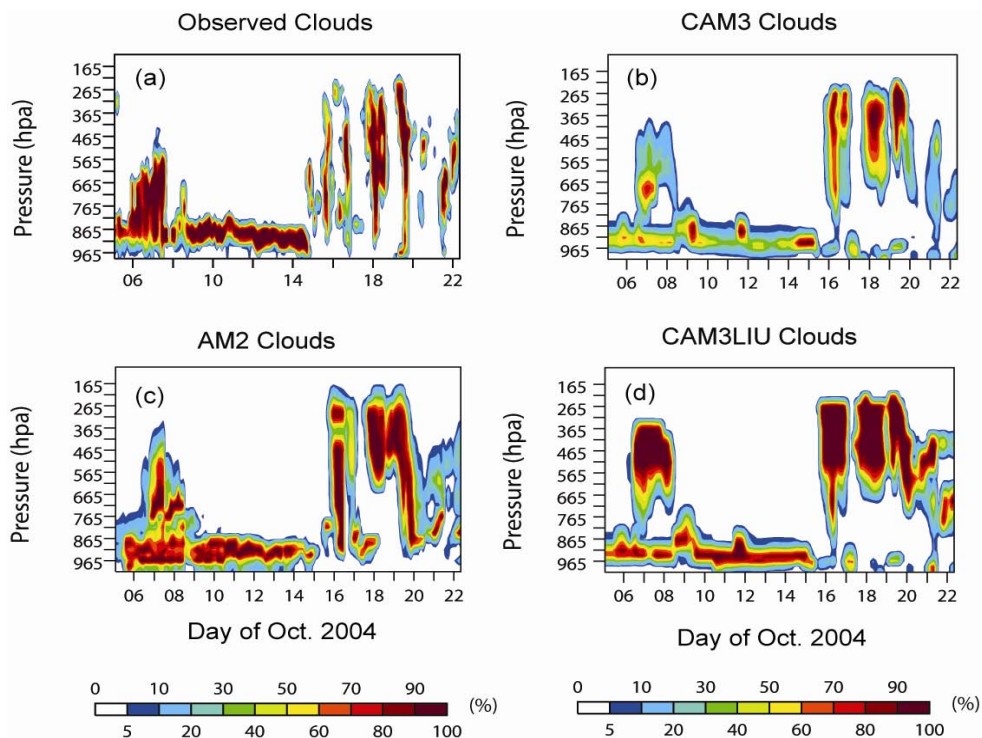 Observed Clouds
Pressure (hpa)
(a)
165
265
365
465
565
665
765
865
965
06 10 14 18 22
CAM3 Clouds
Pressure (hpa)
(b)
165
265
365
465
565
665
765
865
965
06 08 10 12 14 16 18 20 22
AM2 Clouds
Pressure (hpa)
(c)
165
265
365
465
565
665
765
865
965
06 08 10 12 14 16 18 20 22
Day of Oct. 2004
CAM3LIU Clouds
Pressure (hpa)
(d)
165
265
365
465
565
665
765
865
965
06 08 10 12 14 16 18 20 22
Day of Oct. 2004
0 10 30 50 70 90
(%)
5 20 40 60 80 100
0 10 30 50 70 90
(%)
5 20 40 60 80 100